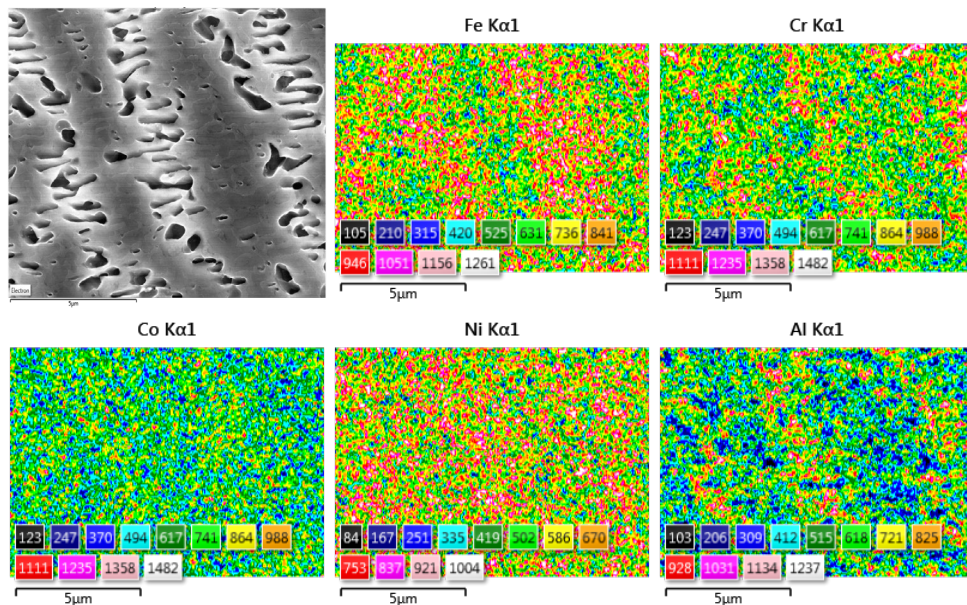 Fe Kα1
Cr Kα1
Electron
5μm
105 210 315 420 525 631 736 841
946 1051 1156 1261
5μm
123 247 370 494 617 741 864 988
1111 1235 1358 1482
5μm
Co Kα1
Ni Kα1
Al Kα1
123 247 370 494 617 741 864 988
1111 1235 1358 1482
5μm
84 167 251 335 419 502 586 670
753 837 921 1004
5μm
103 206 309 412 515 618 721 825
928 1031 1134 1237
5μm